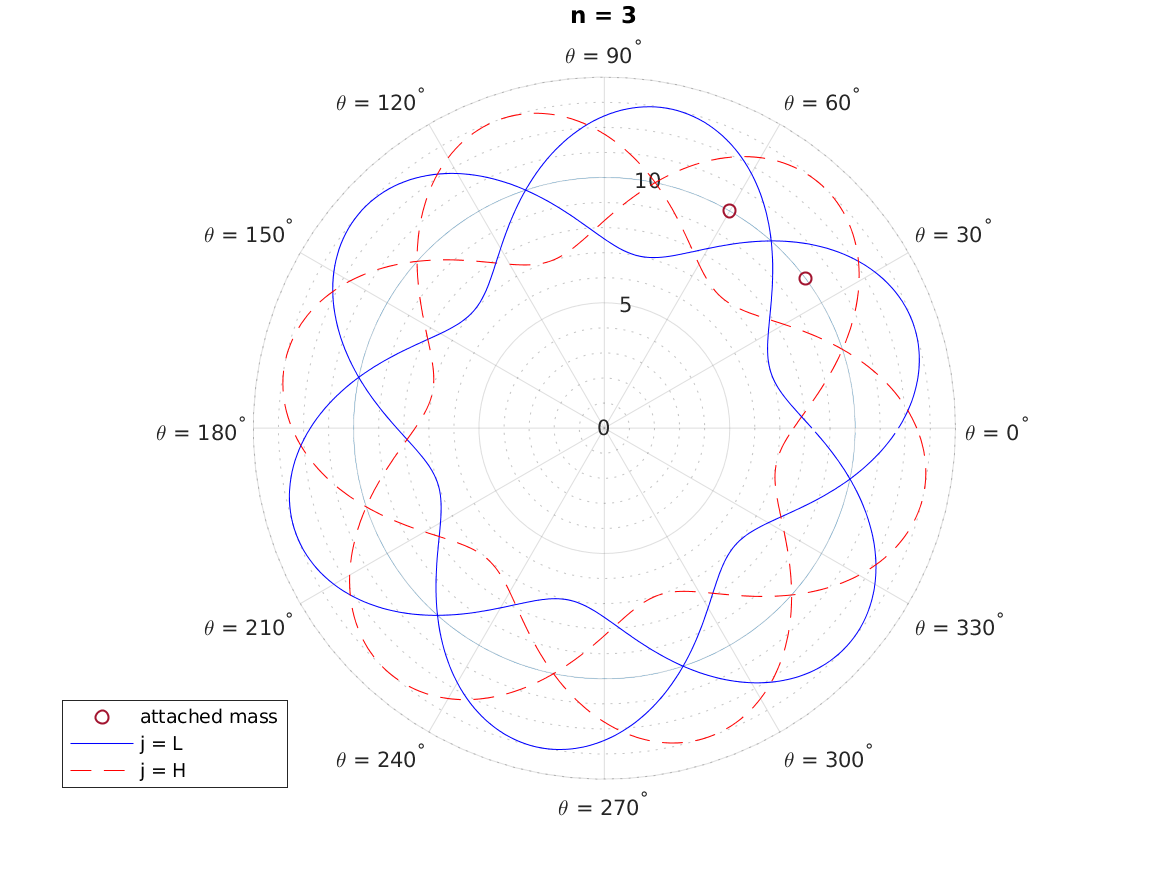 n = 3
θ = 90°
θ = 120°
θ = 60°
10
θ = 150°
θ = 30°
5
θ = 180°
0
θ = 0°
θ = 210°
θ = 330°
attached mass
j = L
j = H
θ = 240°
θ = 300°
θ = 270°